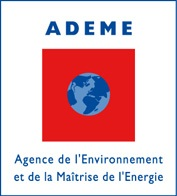 ADEME
Agence de l'Environnement
et de la Maîtrise de l'Energie